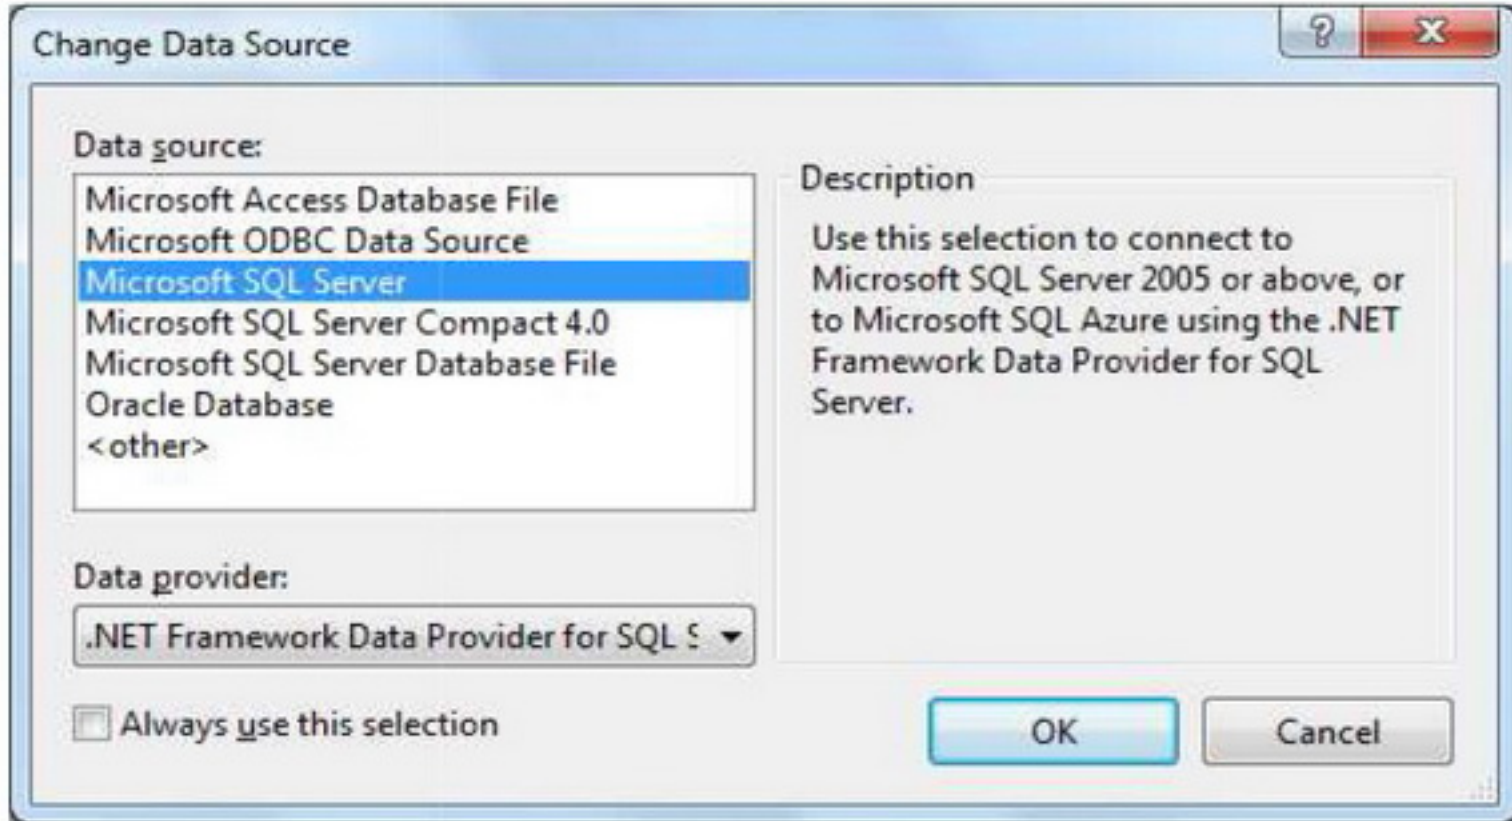 Change Data Source
Data source:
Microsoft Access Database File
Microsoft ODBC Data Source
Microsoft SQL Server
Microsoft SQL Server Compact 4.0
Microsoft SQL Server Database File
Oracle Database
<other>
Description
Use this selection to connect to
Microsoft SQL Server 2005 or above, or
to Microsoft SQL Azure using the .NET
Framework Data Provider for SQL
Server.
Data provider:
.NET Framework Data Provider for SQL S
Always use this selection
OK
Cancel